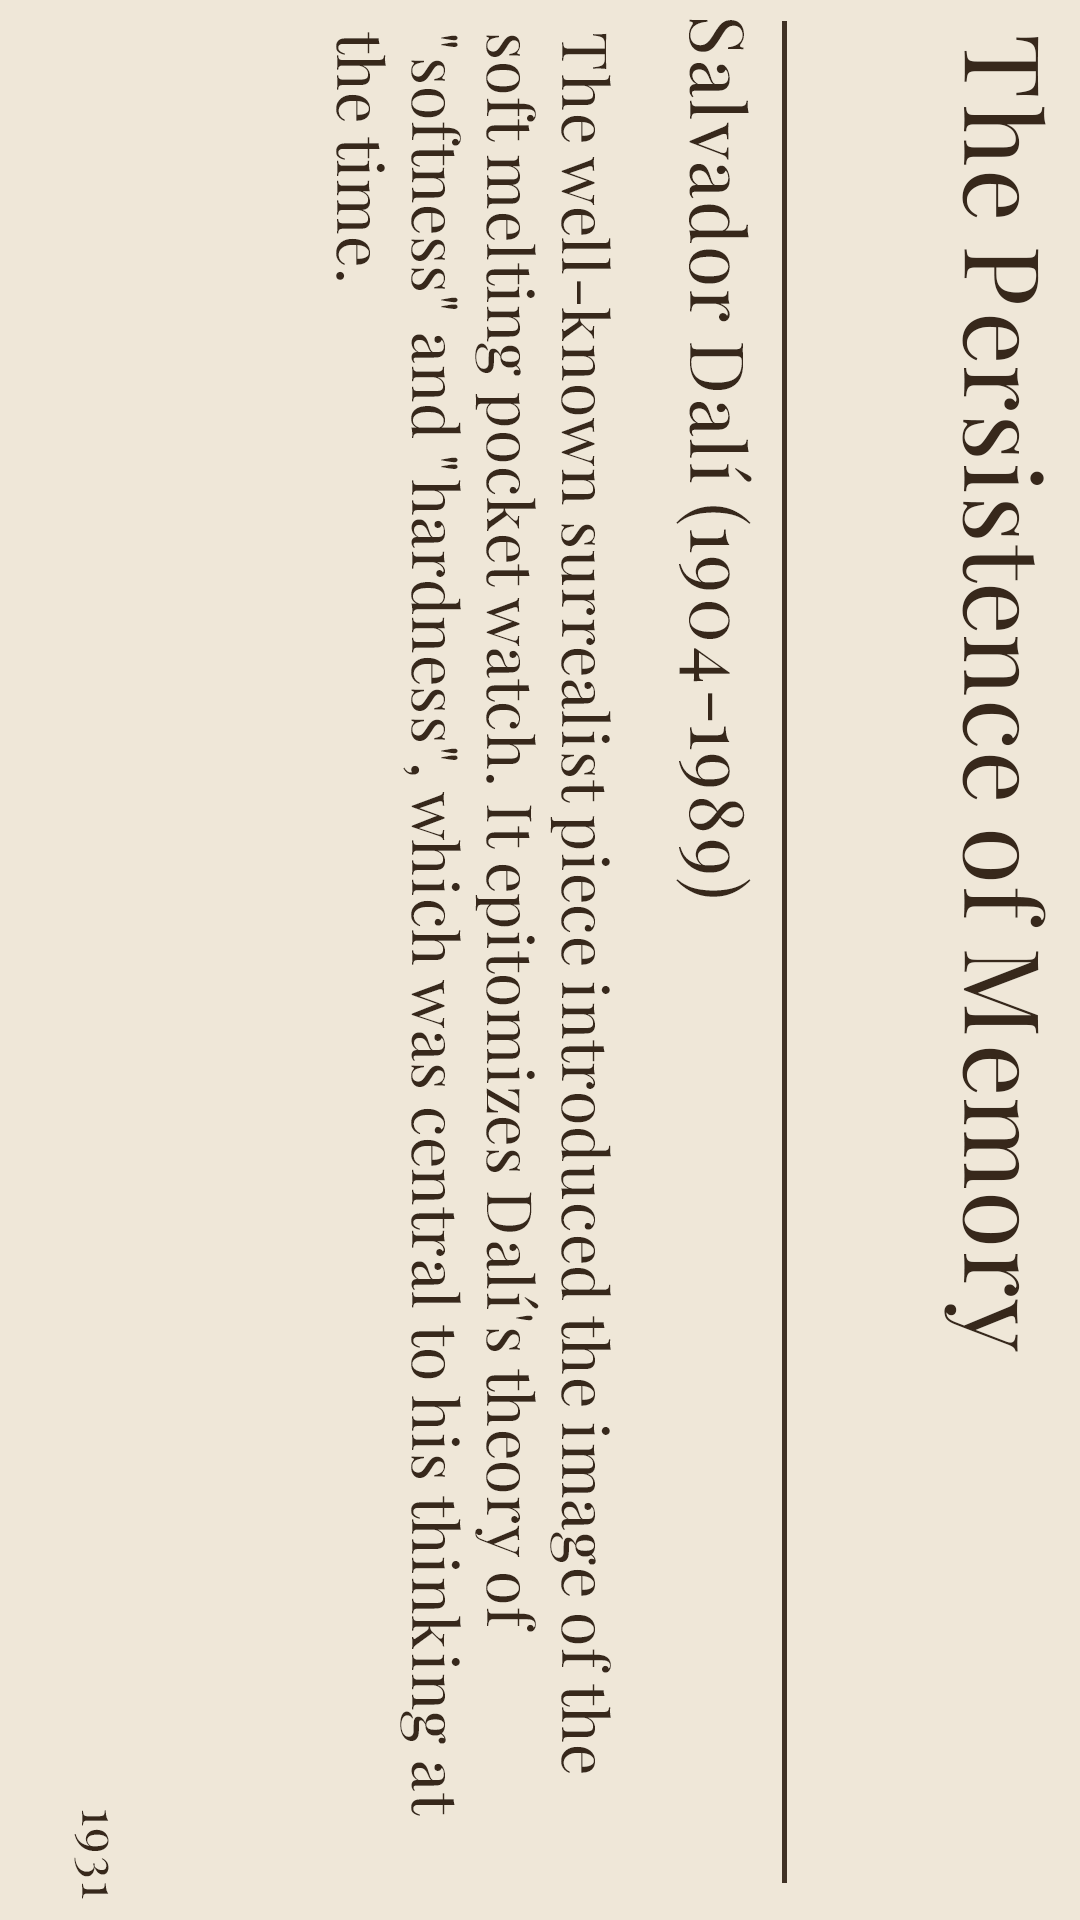 The Persistence of Memory
Salvador Dalí (1904-1989)
The well-known surrealist piece introduced the image of the
soft melting pocket watch. It epitomizes Dalí's theory of
"softness" and "hardness", which was central to his thinking at
the time.
1931